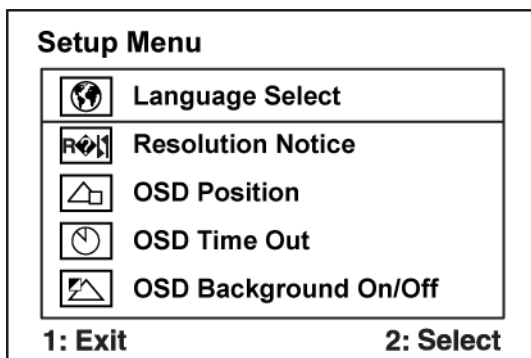 Setup Menu
Language Select
Resolution Notice
OSD Position
OSD Time Out
OSD Background On/Off
1: Exit 2: Select